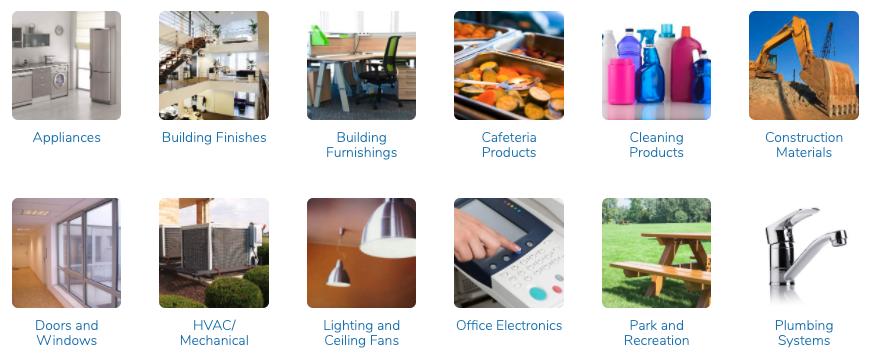 Appliances
Building Finishes
Building
Furnishings
Cafeteria
Products
Cleaning
Products
Construction
Materials
Doors and
Windows
HVAC/
Mechanical
Lighting and
Ceiling Fans
Office Electronics
Park and
Recreation
Plumbing
Systems